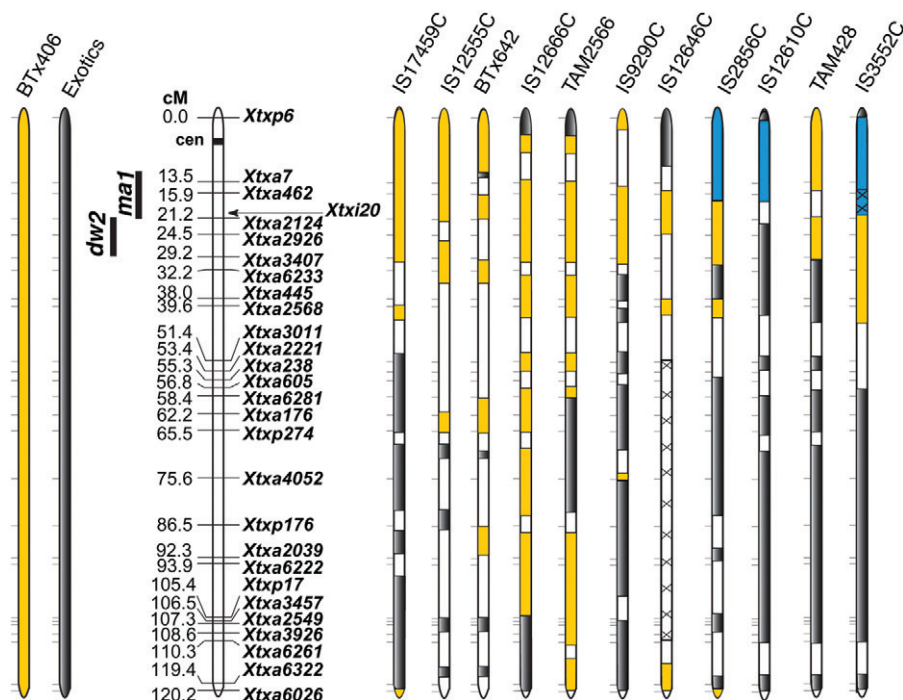 BTx406
Exotics
IS17459C
IS12555C
BTx642
IS12666C
TAM2566
IS9290C
IS12646C
IS2856C
IS12610C
TAM428
IS3552C
cM
0.0 Xtxp6
cen
13.5 Xtxa7
15.9 Xtxa462
ma1
Xtxi20
21.2 Xtxa2124
dw2
24.5 Xtxa2926
29.2 Xtxa3407
32.2 Xtxa6233
38.0 Xtxa445
39.6 Xtxa2568
51.4 Xtxa3011
53.4 Xtxa2221
55.3 Xtxa238
56.8 Xtxa605
58.4 Xtxa6281
62.2 Xtxa176
65.5 Xtxp274
75.6 Xtxa4052
86.5 Xtxp176
92.3 Xtxa2039
93.9 Xtxa6222
105.4 Xtxp17
106.5 Xtxa3457
107.3 Xtxa2549
108.6 Xtxa3926
110.3 Xtxa6261
119.4 Xtxa6322
120.2 Xtxa6026